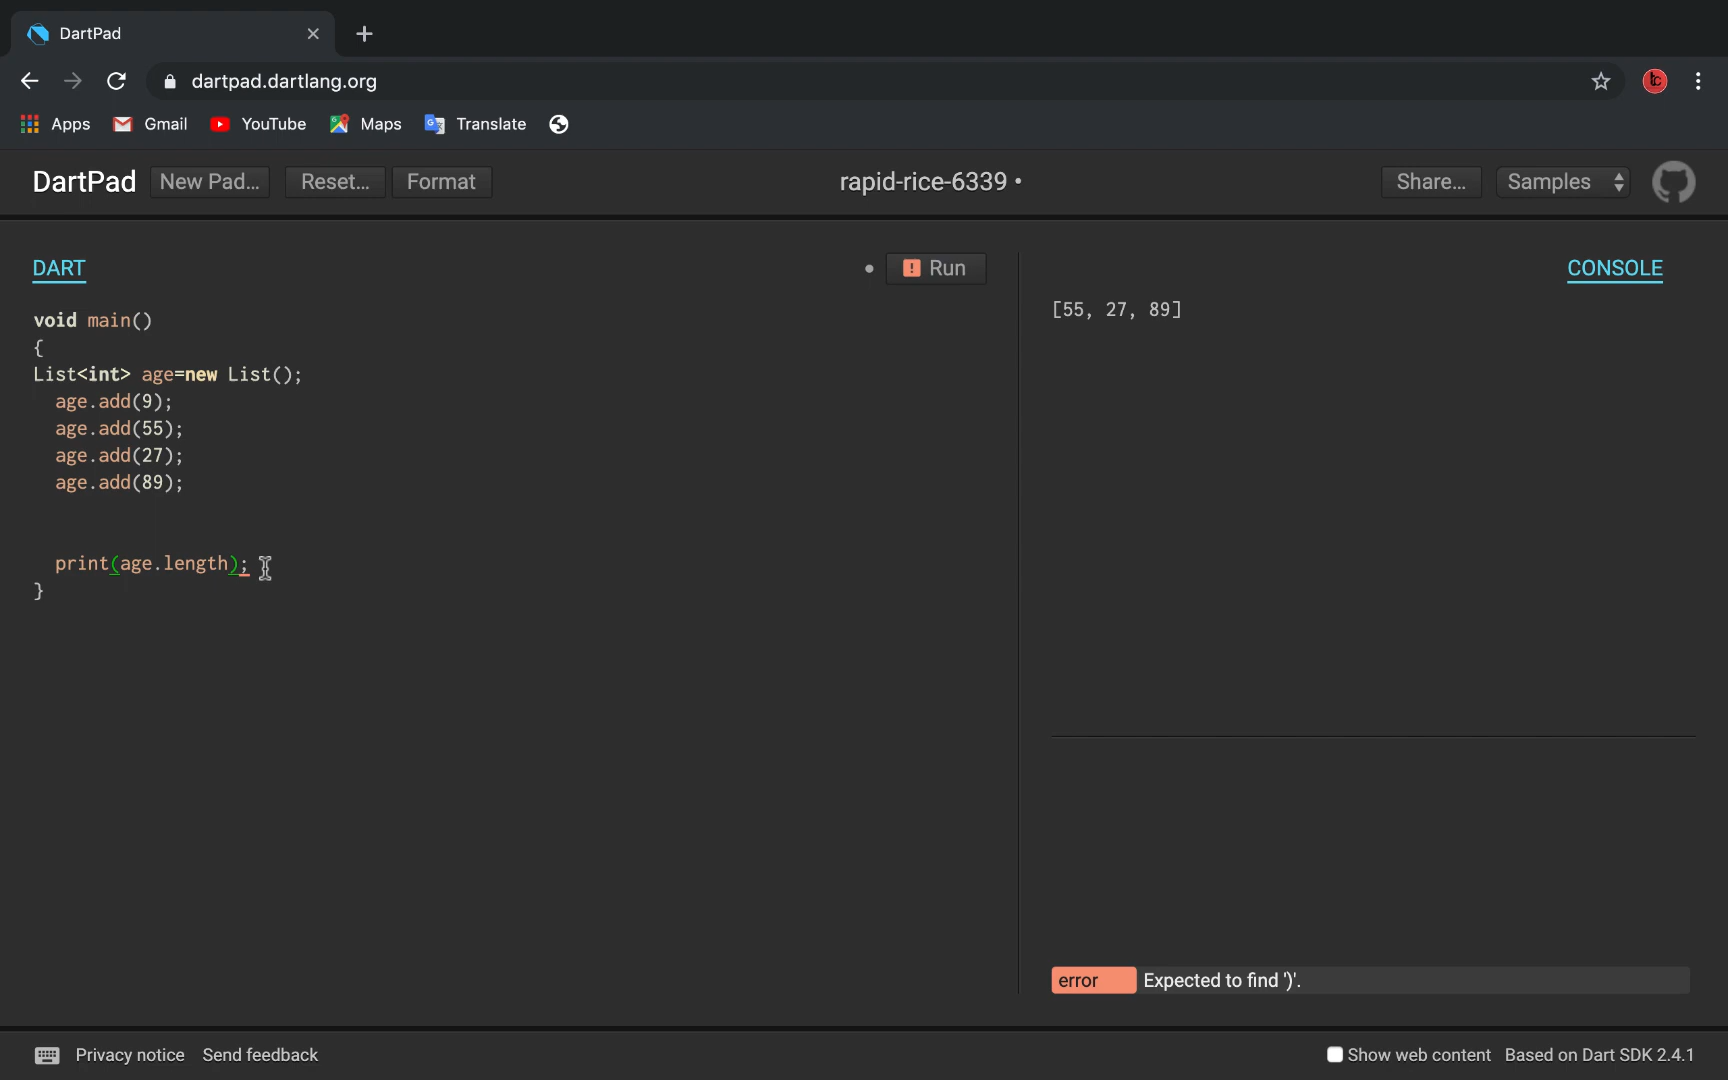 DartPad
dartpad.dartlang.org
Apps Gmail YouTube Maps Translate
DartPad New Pad... Reset... Format rapid-rice-6339 • Share... Samples
DART Run CONSOLE
void main()
{
List<int> age=new List();
age.add(9);
age.add(55);
age.add(27);
age.add(89);
print(age.length);
}
[55, 27, 89]
error Expected to find ')'.
Privacy notice Send feedback Show web content Based on Dart SDK 2.4.1